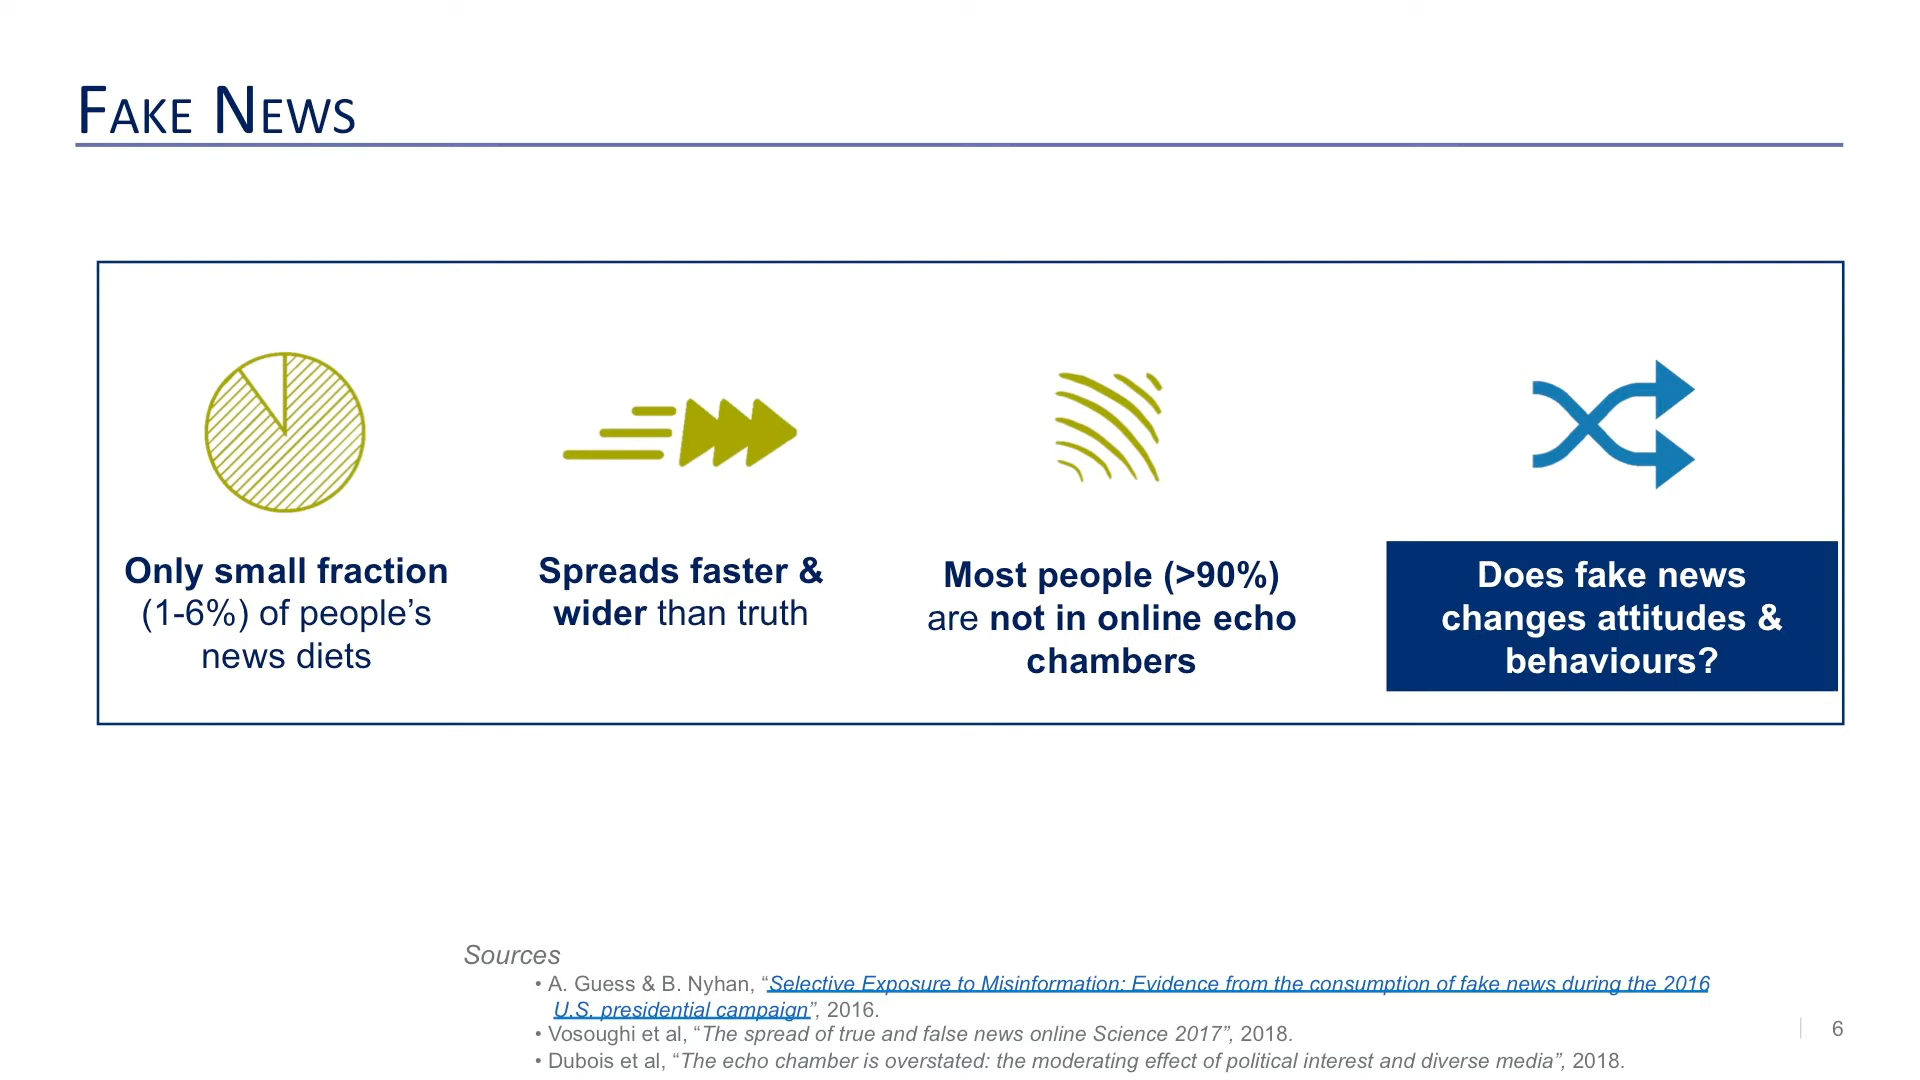 FAKE NEWS
Only small fraction
(1-6%) of people’s
news diets
Spreads faster &
wider than truth
Most people (>90%)
are not in online echo
chambers
Does fake news
changes attitudes &
behaviours?
Sources
• A. Guess & B. Nyhan, “Selective Exposure to Misinformation: Evidence from the consumption of fake news during the 2016
U.S. presidential campaign”, 2016.
• Vosoughi et al, “The spread of true and false news online Science 2017”, 2018.
• Dubois et al, “The echo chamber is overstated: the moderating effect of political interest and diverse media”, 2018.
6